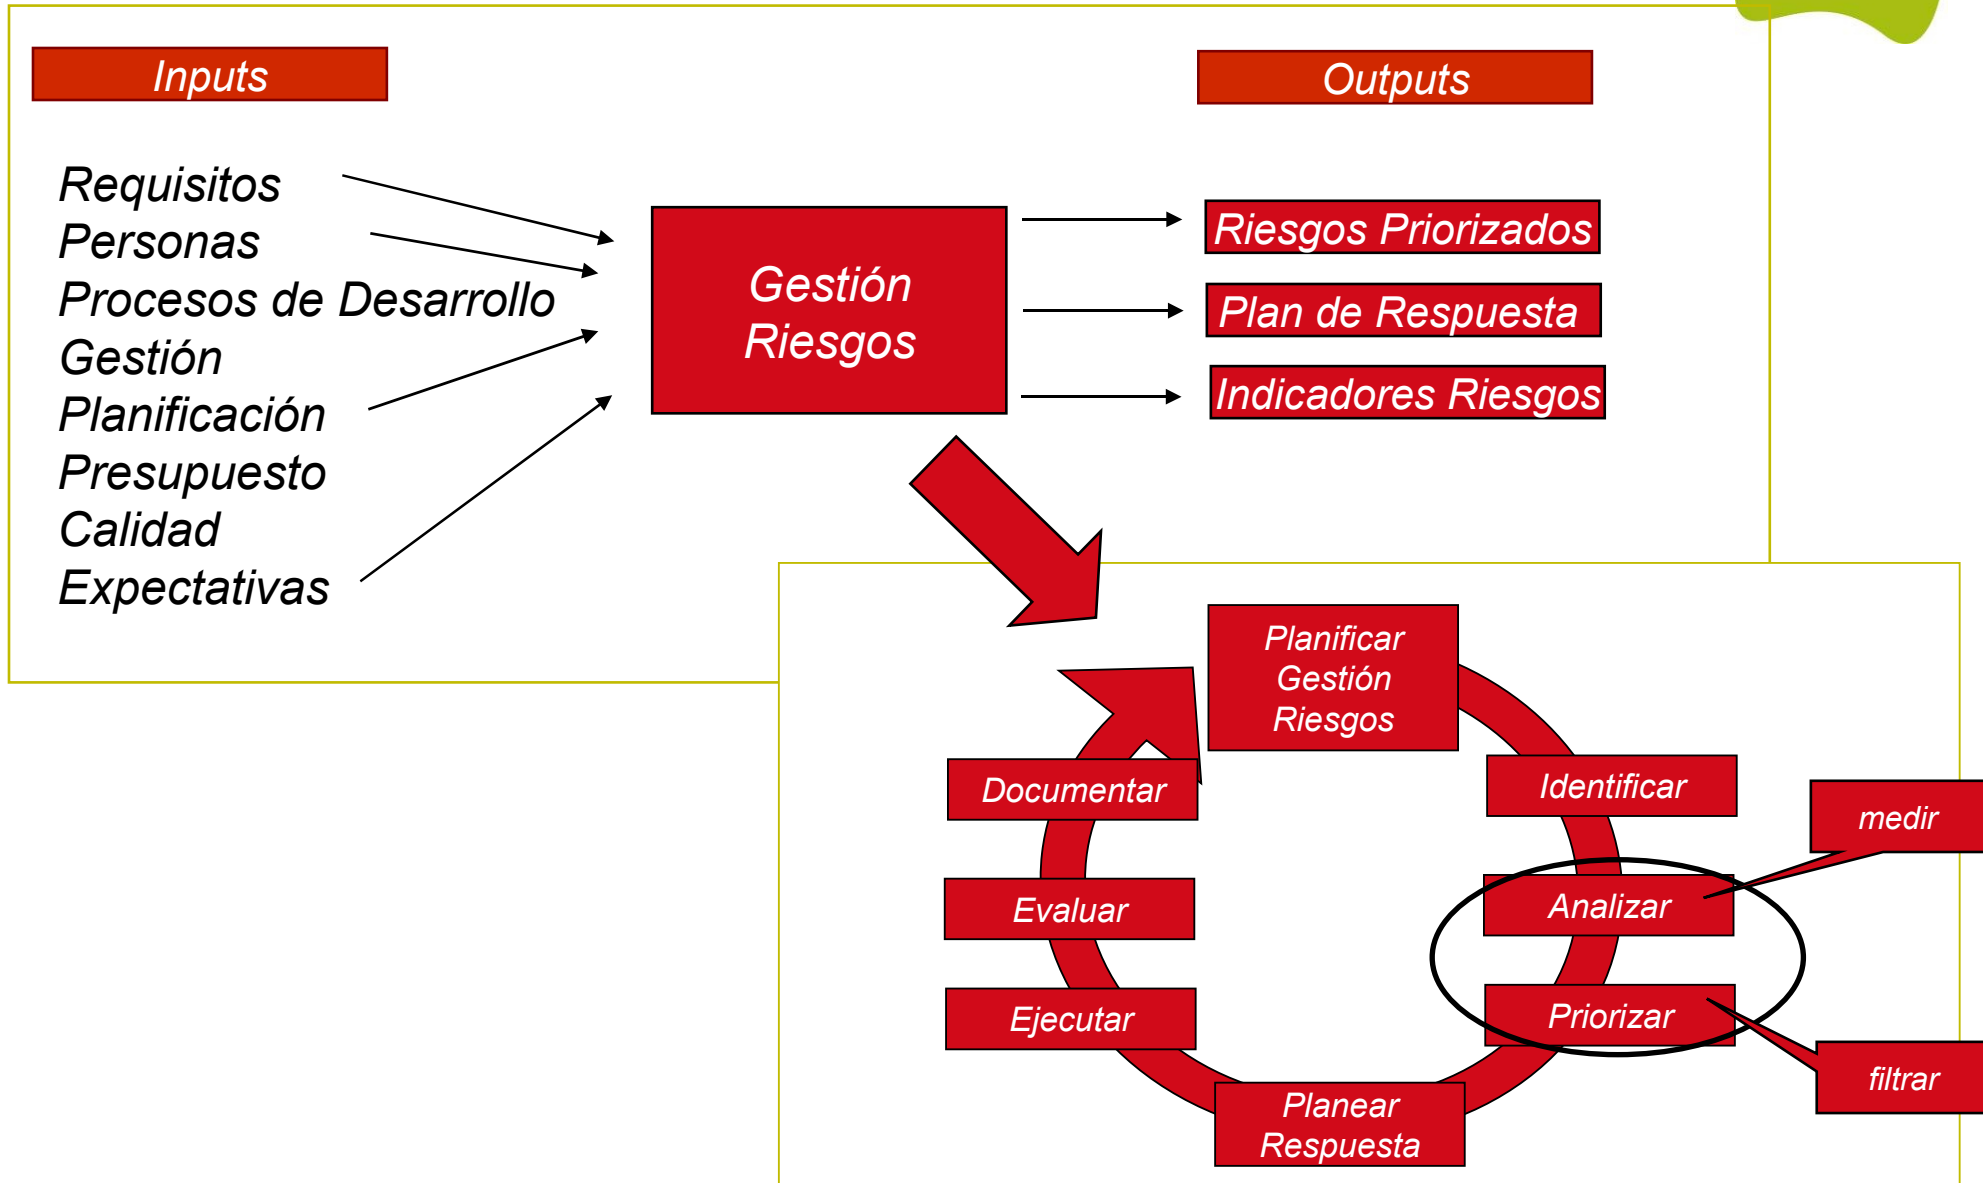 Inputs
Outputs
Requisitos
Personas
Procesos de Desarrollo
Gestión
Planificación
Presupuesto
Calidad
Expectativas
Gestión
Riesgos
Riesgos Priorizados
Plan de Respuesta
Indicadores Riesgos
Planificar
Gestión
Riesgos
Identificar
medir
Analizar
Priorizar
filtrar
Planear
Respuesta
Ejecutar
Evaluar
Documentar